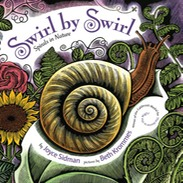 Swirl by Swirl
Spirals in Nature
by Joyce Sidman
pictures by Beth Krommes